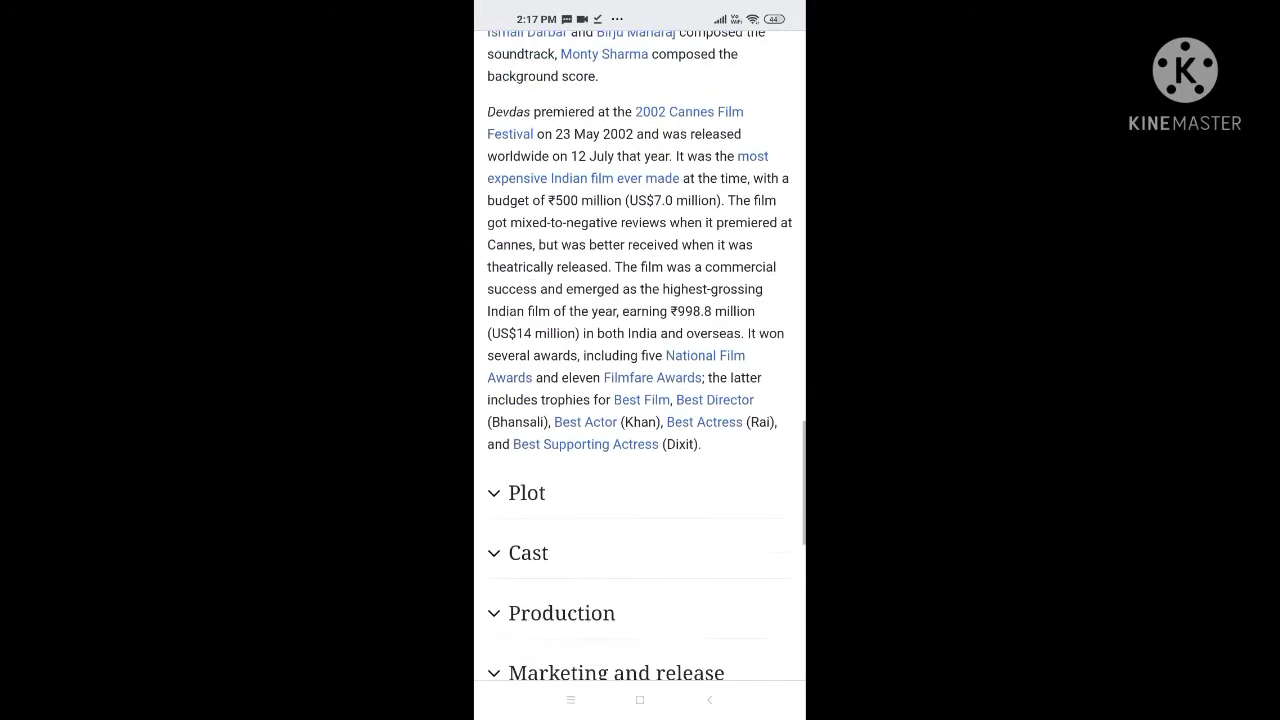 2:17 PM
Vo
WiFi
44
Ismail Darbar and Birju Maharaj composed the
soundtrack, Monty Sharma composed the
background score.
Devdas premiered at the 2002 Cannes Film
Festival on 23 May 2002 and was released
worldwide on 12 July that year. It was the most
expensive Indian film ever made at the time, with a
budget of ₹500 million (US$7.0 million). The film
got mixed-to-negative reviews when it premiered at
Cannes, but was better received when it was
theatrically released. The film was a commercial
success and emerged as the highest-grossing
Indian film of the year, earning ₹998.8 million
(US$14 million) in both India and overseas. It won
several awards, including five National Film
Awards and eleven Filmfare Awards; the latter
includes trophies for Best Film, Best Director
(Bhansali), Best Actor (Khan), Best Actress (Rai),
and Best Supporting Actress (Dixit).
Plot
Cast
Production
Marketing and release
K
KINEMASTER